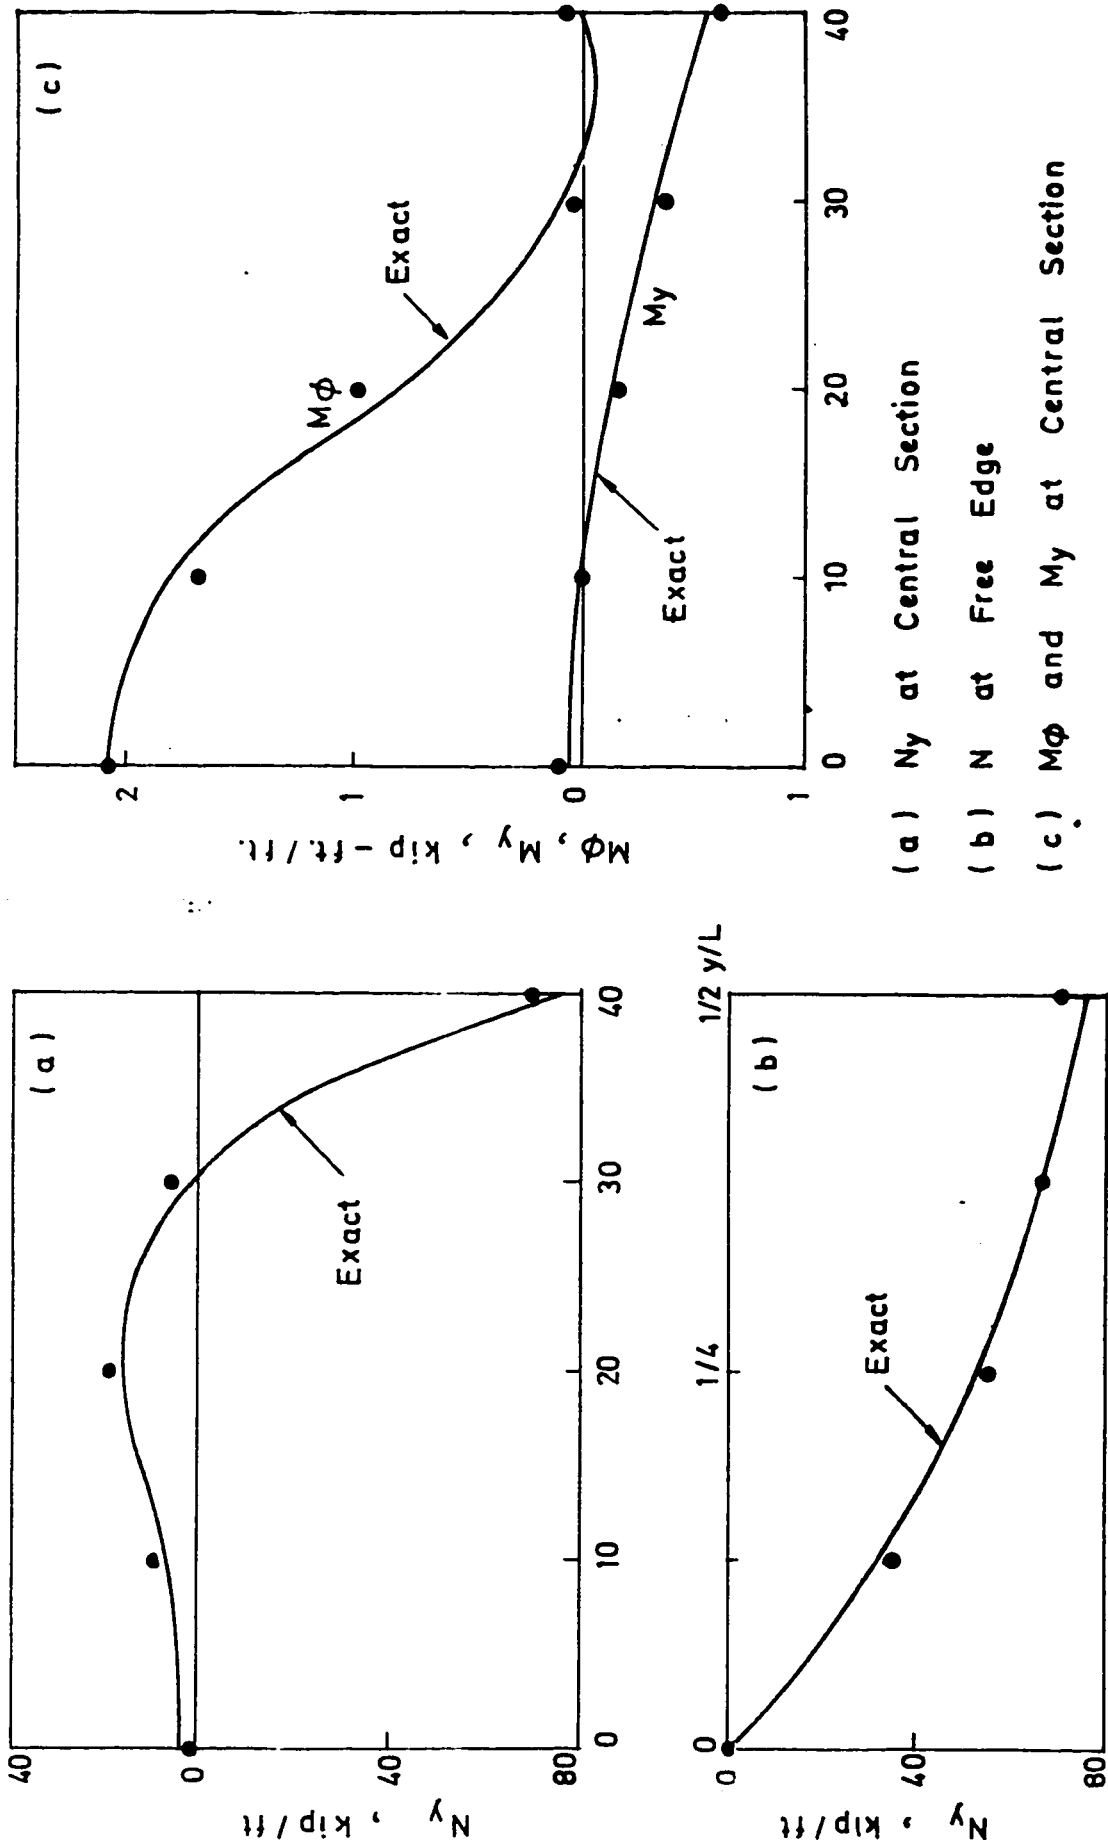 (a)
40
0
40
80
Ny , kip/ft
0
10
20
30
40
Exact
(b)
0
1/4
1/2 y/L
0
40
80
Ny , kip/ft
Exact
(c)
2
1
0
1
Mφ, My , kip - ft./ft.
0
10
20
30
40
Mφ
Exact
My
Exact
(a) Ny at Central Section
(b) N at Free Edge
(c) Mφ and My at Central Section